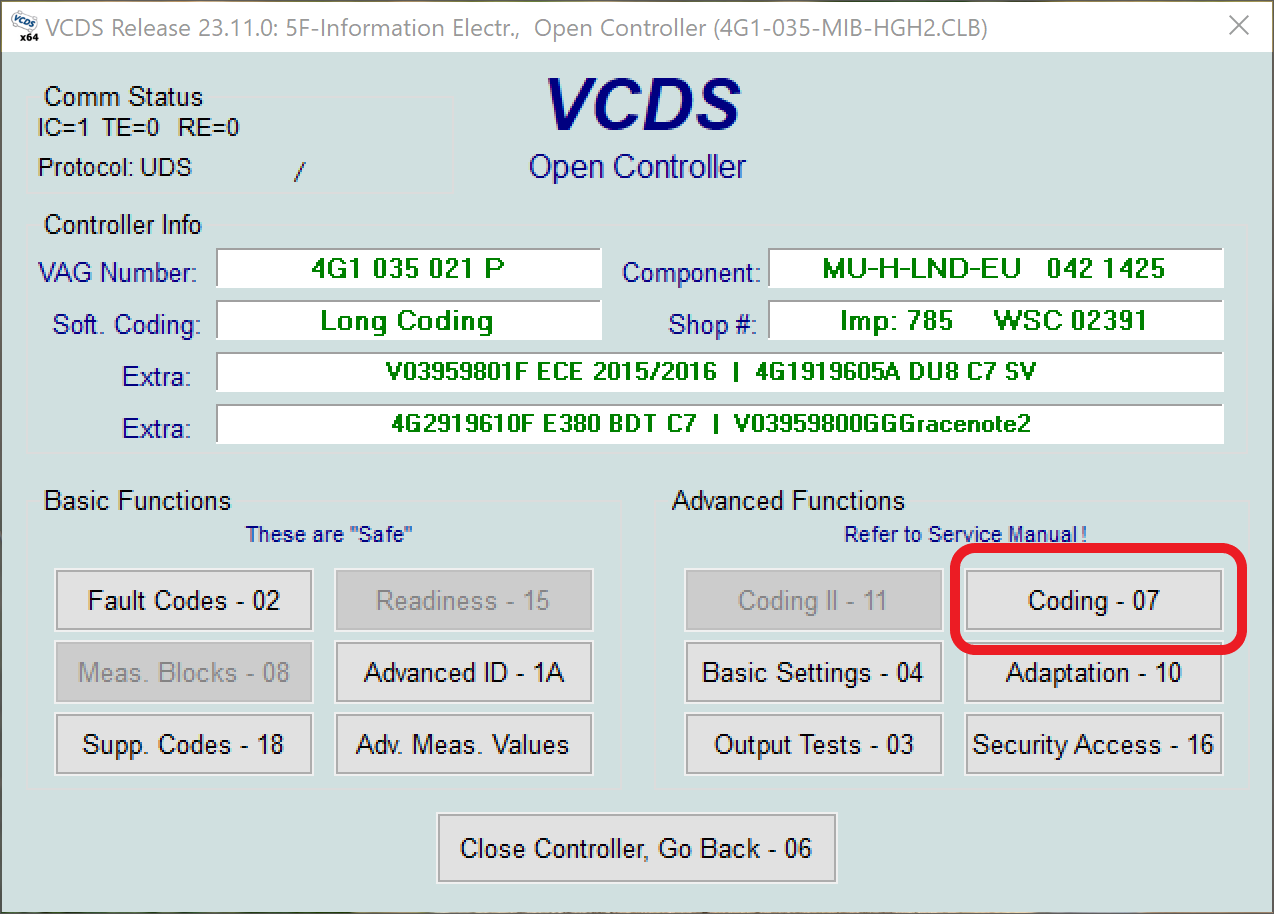 VCDS x64
VCDS Release 23.11.0: 5F-Information Electr.,  Open Controller (4G1-035-MIB-HGH2.CLB)
Comm Status
IC=1  TE=0   RE=0
Protocol: UDS
/
VCDS
Open Controller
Controller Info
VAG Number: 4G1 035 021 P Component: MU-H-LND-EU   042 1425
Soft. Coding: Long Coding Shop #: Imp: 785     WSC 02391
Extra: V03959801F ECE 2015/2016  |  4G1919605A DU8 C7 SV
Extra: 4G2919610F E380 BDT C7  |  V03959800GGGracenote2
Basic Functions
These are "Safe"
Advanced Functions
Refer to Service Manual!
Fault Codes - 02 Readiness - 15 Coding II - 11 Coding - 07
Meas. Blocks - 08 Advanced ID - 1A Basic Settings - 04 Adaptation - 10
Supp. Codes - 18 Adv. Meas. Values Output Tests - 03 Security Access - 16
Close Controller, Go Back - 06